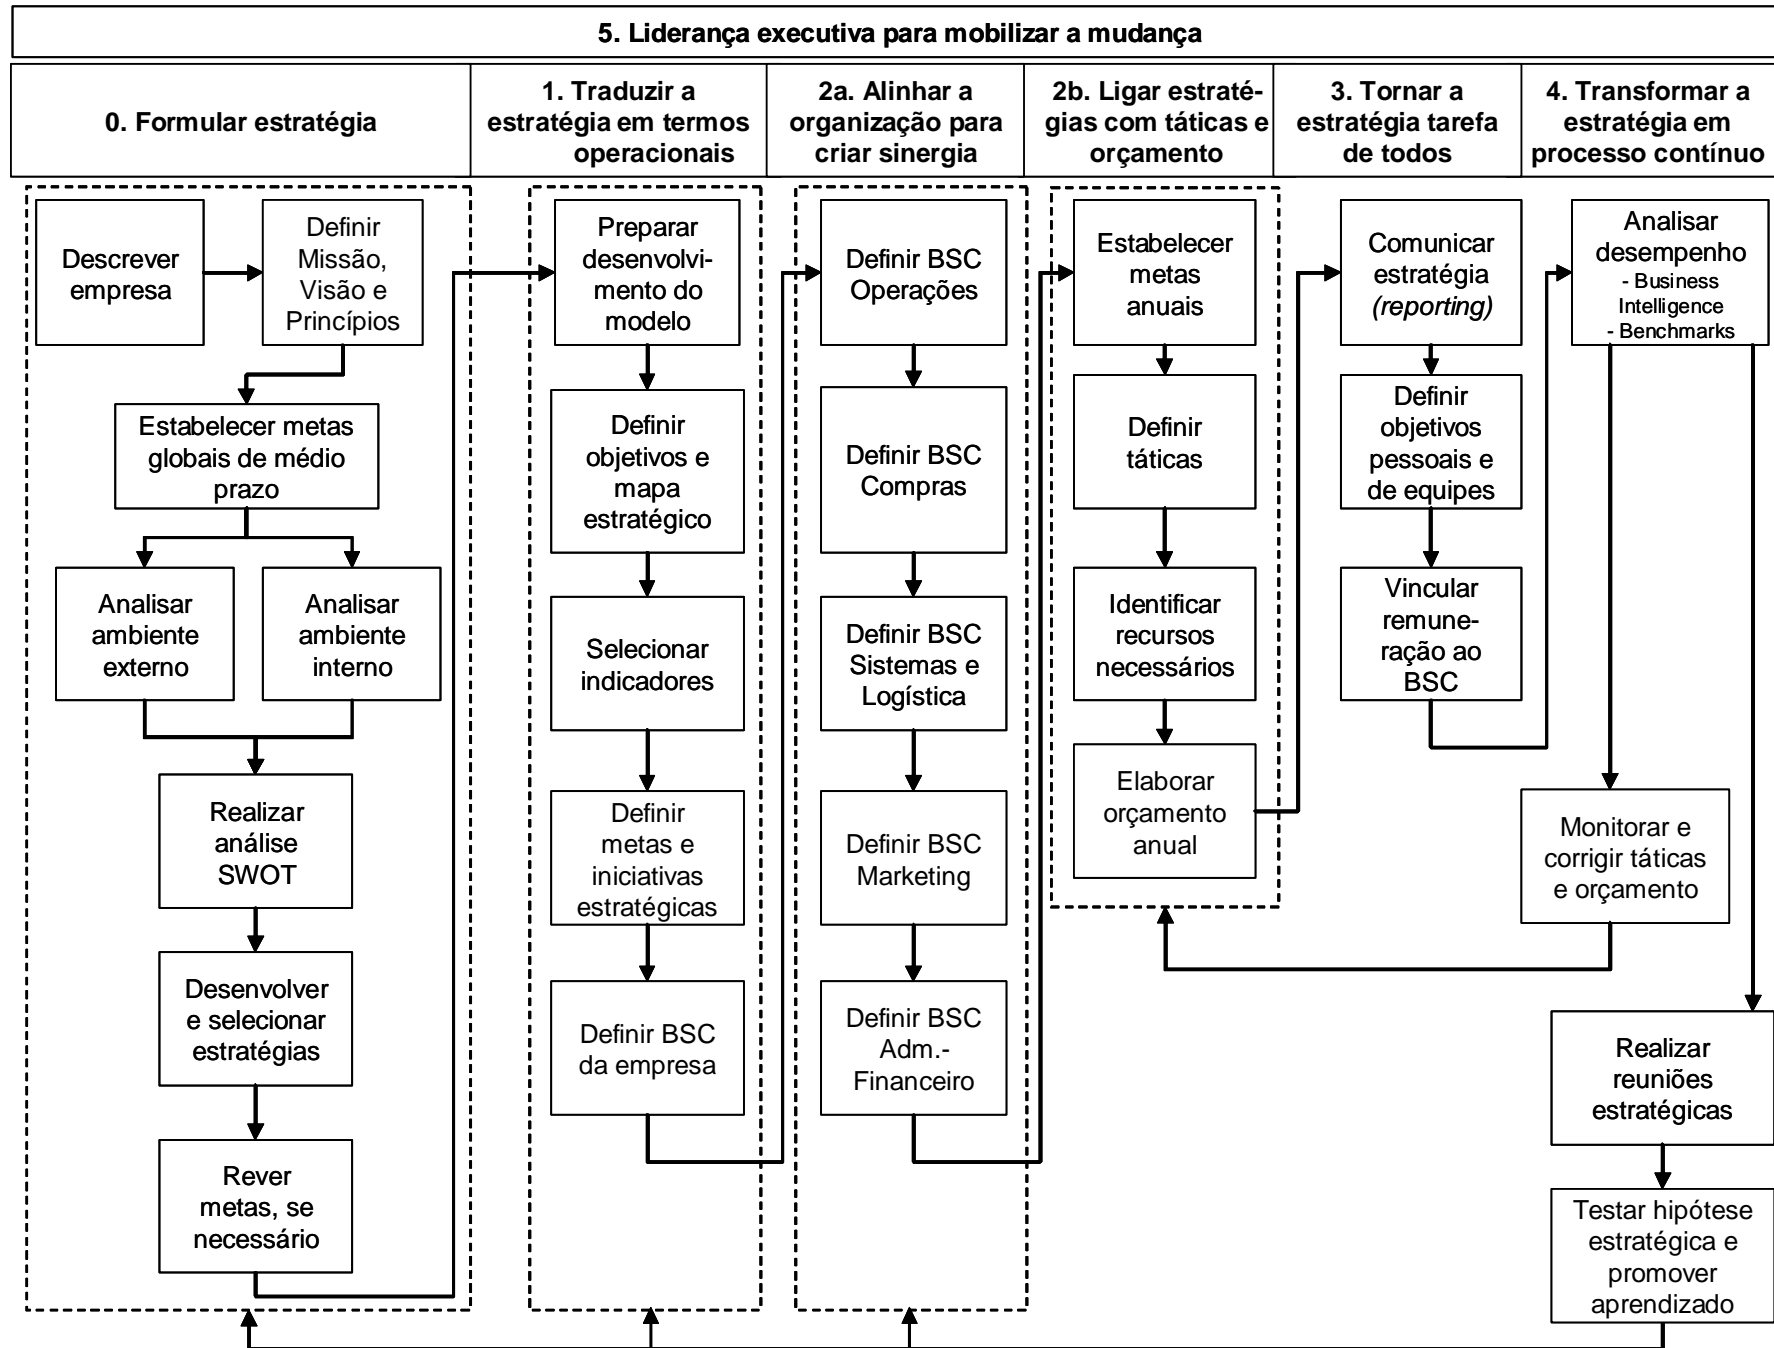 5. Liderança executiva para mobilizar a mudança
0. Formular estratégia
1. Traduzir a
estratégia em termos
operacionais
2a. Alinhar a
organização para
criar sinergia
2b. Ligar estraté-
gias com táticas e
orçamento
3. Tornar a
estratégia tarefa
de todos
4. Transformar a
estratégia em
processo contínuo
Descrever
empresa
Definir
Missão,
Visão e
Princípios
Estabelecer metas
globais de médio
prazo
Analisar
ambiente
externo
Analisar
ambiente
interno
Realizar
análise
SWOT
Desenvolver
e selecionar
estratégias
Rever
metas, se
necessário
Preparar
desenvolvi-
mento do
modelo
Definir
objetivos e
mapa
estratégico
Selecionar
indicadores
Definir
metas e
iniciativas
estratégicas
Definir BSC
da empresa
Definir BSC
Operações
Definir BSC
Compras
Definir BSC
Sistemas e
Logística
Definir BSC
Marketing
Definir BSC
Adm.-
Financeiro
Estabelecer
metas
anuais
Definir
táticas
Identificar
recursos
necessários
Elaborar
orçamento
anual
Comunicar
estratégia
(reporting)
Definir
objetivos
pessoais e
de equipes
Vincular
remune-
ração ao
BSC
Analisar
desempenho
- Business
Intelligence
- Benchmarks
Monitorar e
corrigir táticas
e orçamento
Realizar
reuniões
estratégicas
Testar hipótese
estratégica e
promover
aprendizado